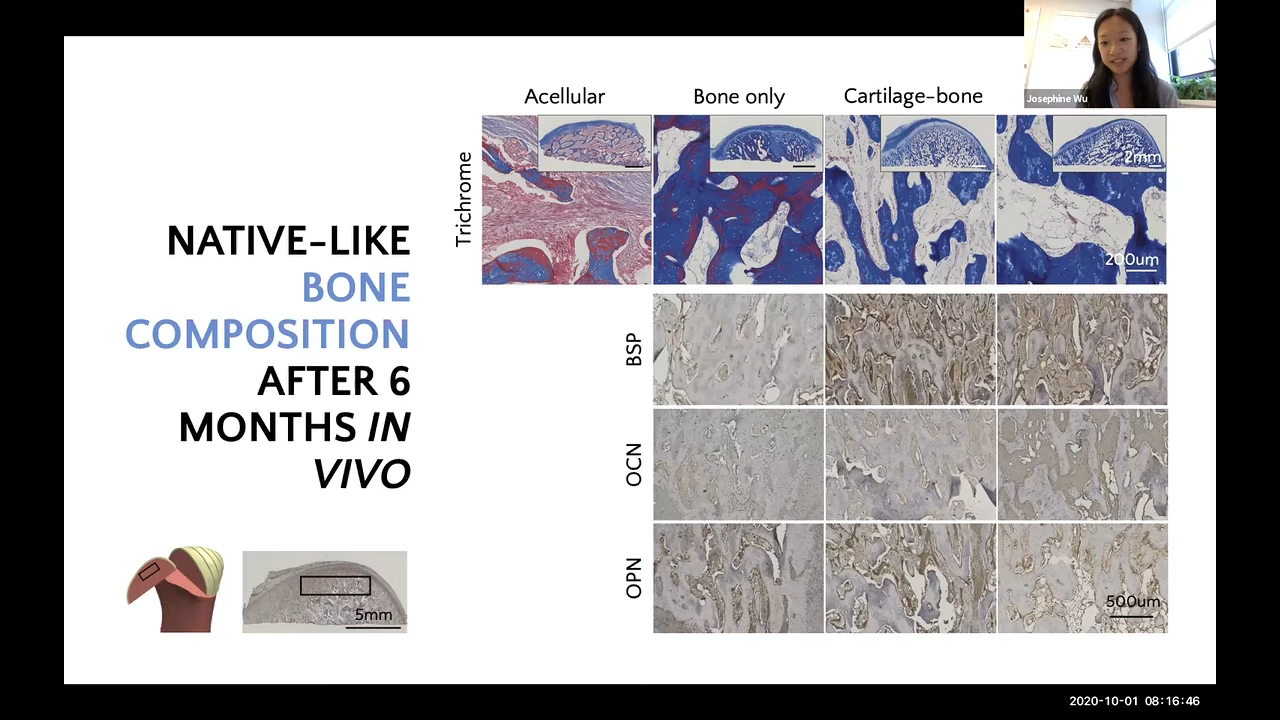 Acellular
Bone only
Cartilage-bone
Josephine Wu
Trichrome
2mm
200um
NATIVE-LIKE
BONE
COMPOSITION
AFTER 6
MONTHS IN
VIVO
BSP
OCN
OPN
5mm
500um
2020-10-01 08:16:46